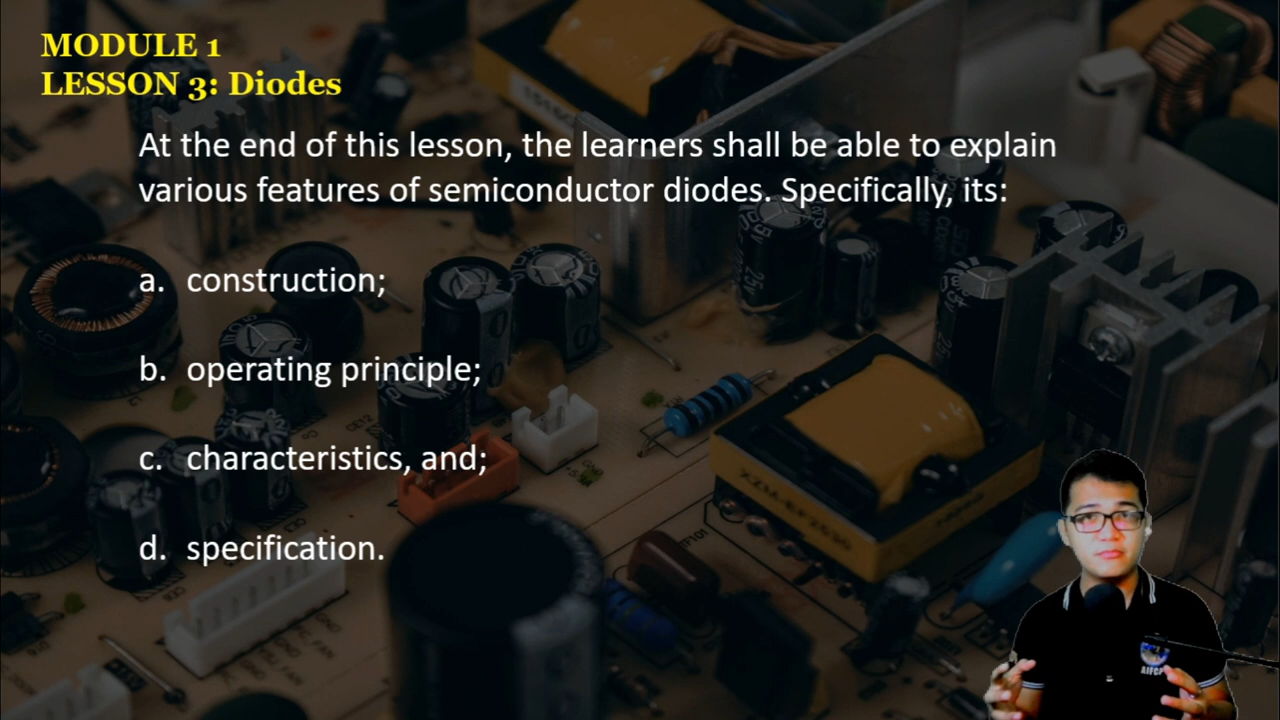 MODULE 1
LESSON 3: Diodes
At the end of this lesson, the learners shall be able to explain
various features of semiconductor diodes. Specifically, its:
a. construction;
b. operating principle;
c. characteristics, and;
d. specification.